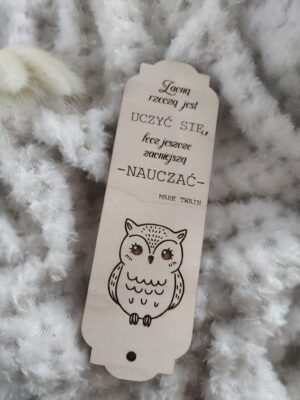 Zacną
rzeczą jest
UCZYĆ SIĘ,
lecz jeszcze
zacniejszą
-NAUCZAĆ-
MARK TWAIN